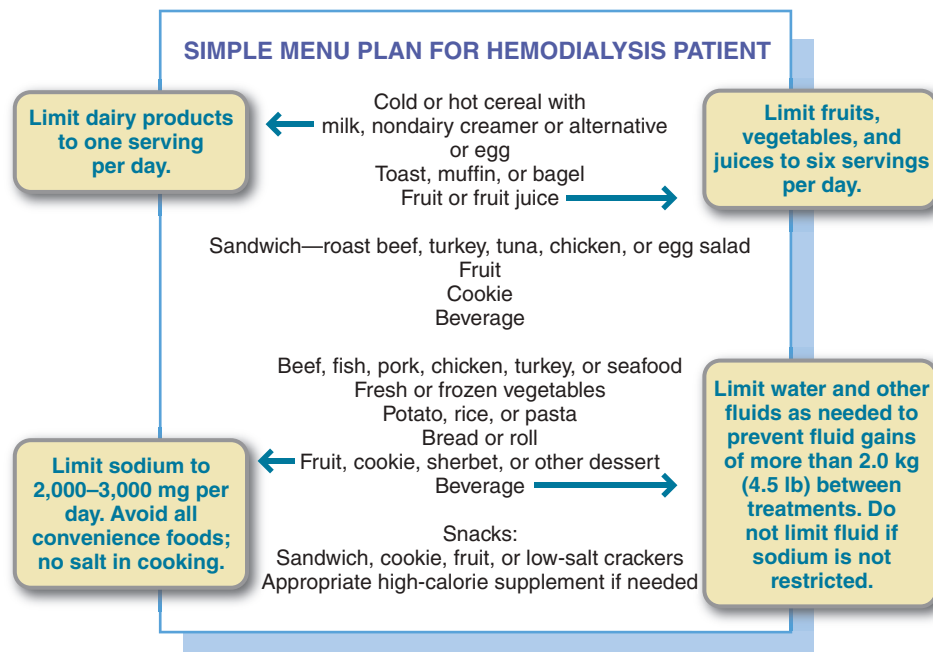 SIMPLE MENU PLAN FOR HEMODIALYSIS PATIENT
Limit dairy products
to one serving
per day.
Cold or hot cereal with
milk, nondairy creamer or alternative
or egg
Toast, muffin, or bagel
Fruit or fruit juice
Limit fruits,
vegetables, and
juices to six servings
per day.
Sandwich—roast beef, turkey, tuna, chicken, or egg salad
Fruit
Cookie
Beverage
Beef, fish, pork, chicken, turkey, or seafood
Fresh or frozen vegetables
Potato, rice, or pasta
Bread or roll
Fruit, cookie, sherbet, or other dessert
Beverage
Limit sodium to
2,000–3,000 mg per
day. Avoid all
convenience foods;
no salt in cooking.
Limit water and other
fluids as needed to
prevent fluid gains
of more than 2.0 kg
(4.5 lb) between
treatments. Do
not limit fluid if
sodium is not
restricted.
Snacks:
Sandwich, cookie, fruit, or low-salt crackers
Appropriate high-calorie supplement if needed